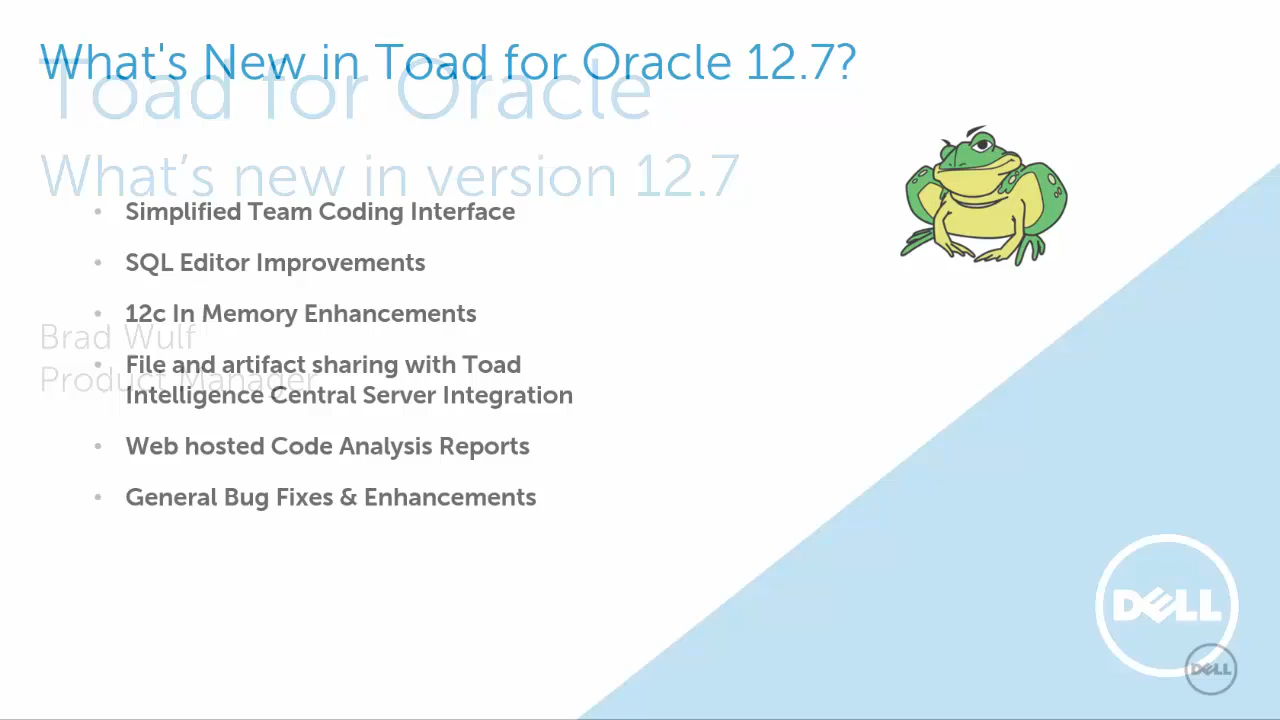 What's New in Toad for Oracle 12.7?
Toad for Oracle
What’s new in version 12.7
• Simplified Team Coding Interface
• SQL Editor Improvements
• 12c In Memory Enhancements
Brad Wulf
• File and artifact sharing with Toad
Product Manager
Intelligence Central Server Integration
• Web hosted Code Analysis Reports
• General Bug Fixes & Enhancements
DELL
DELL